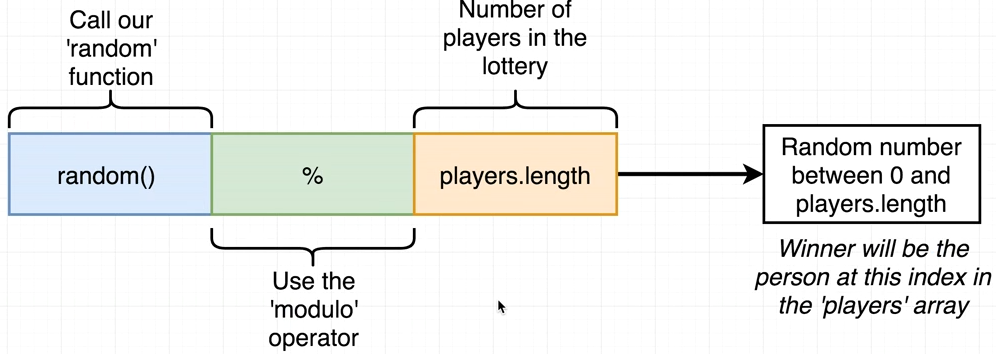 Call our
'random'
function
Number of
players in the
lottery
random()
%
players.length
Random number
between 0 and
players.length
Use the
'modulo'
operator
Winner will be the
person at this index in
the 'players' array